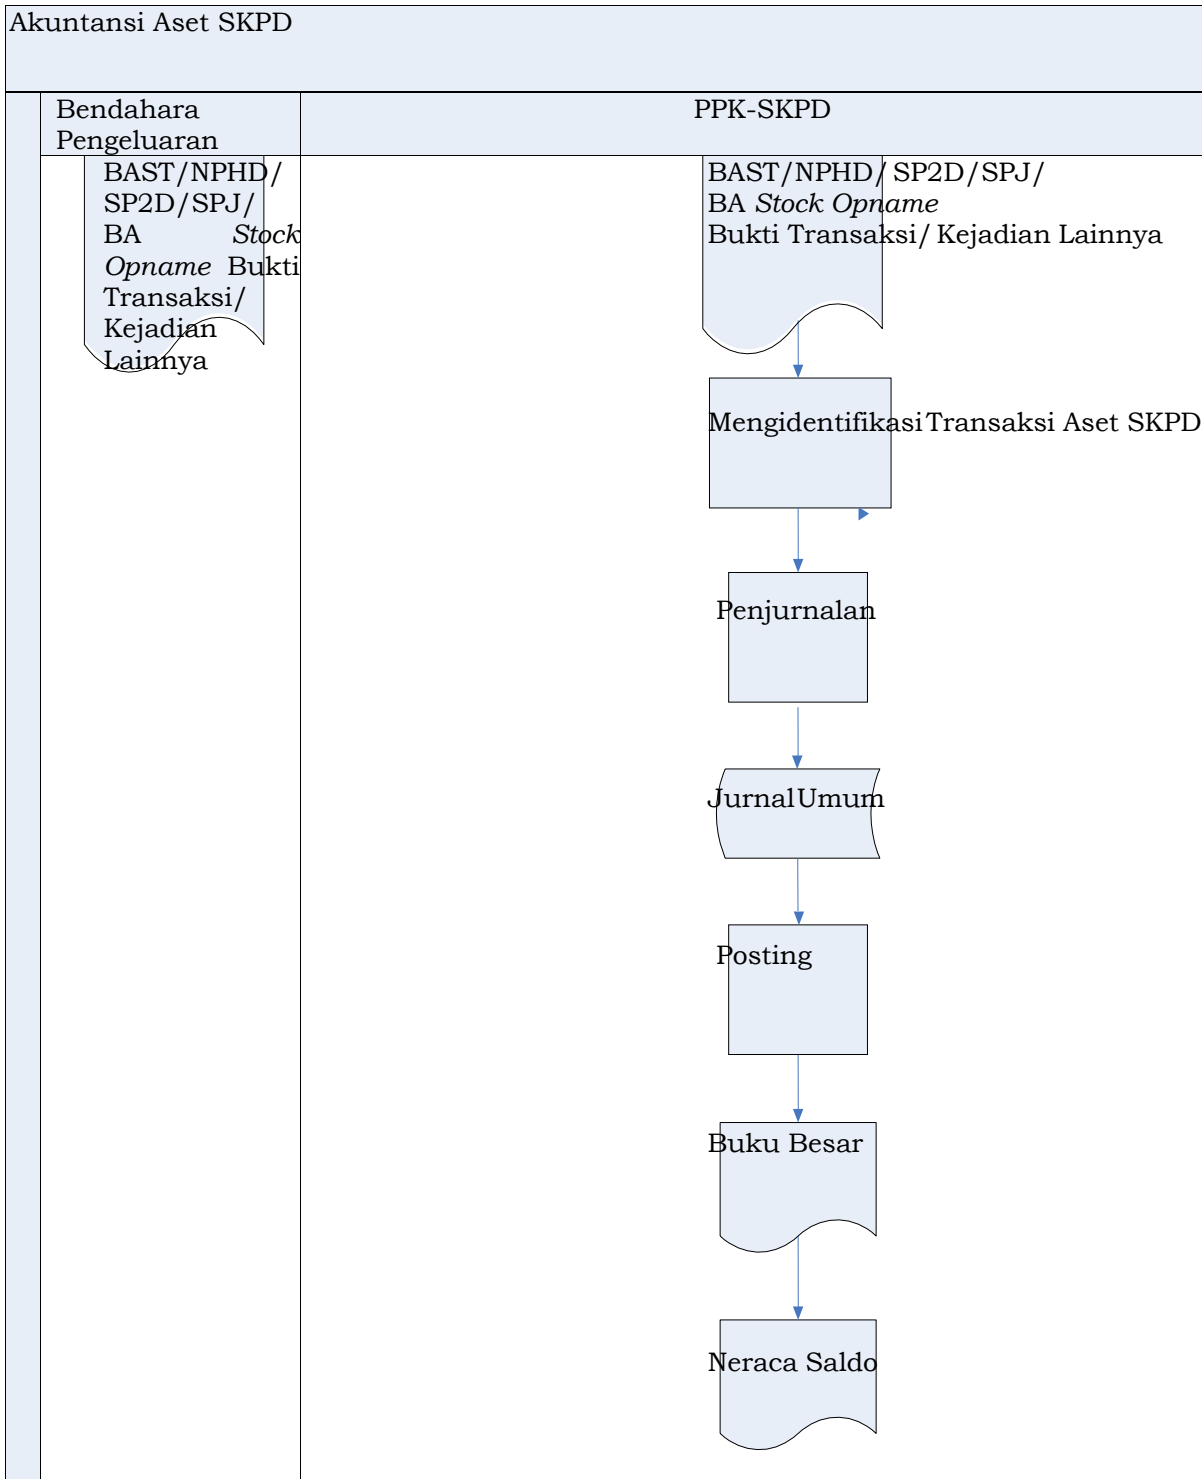 Akuntansi Aset SKPD
Bendahara
Pengeluaran
PPK-SKPD
BAST/NPHD/
SP2D/SPJ/
BA Stock
Opname Bukti
Transaksi/
Kejadian
Lainnya
BAST/NPHD/ SP2D/SPJ/
BA Stock Opname
Bukti Transaksi/ Kejadian Lainnya
Mengidentifikasi Transaksi Aset SKPD
Penjurnalan
Jurnal Umum
Posting
Buku Besar
Neraca Saldo